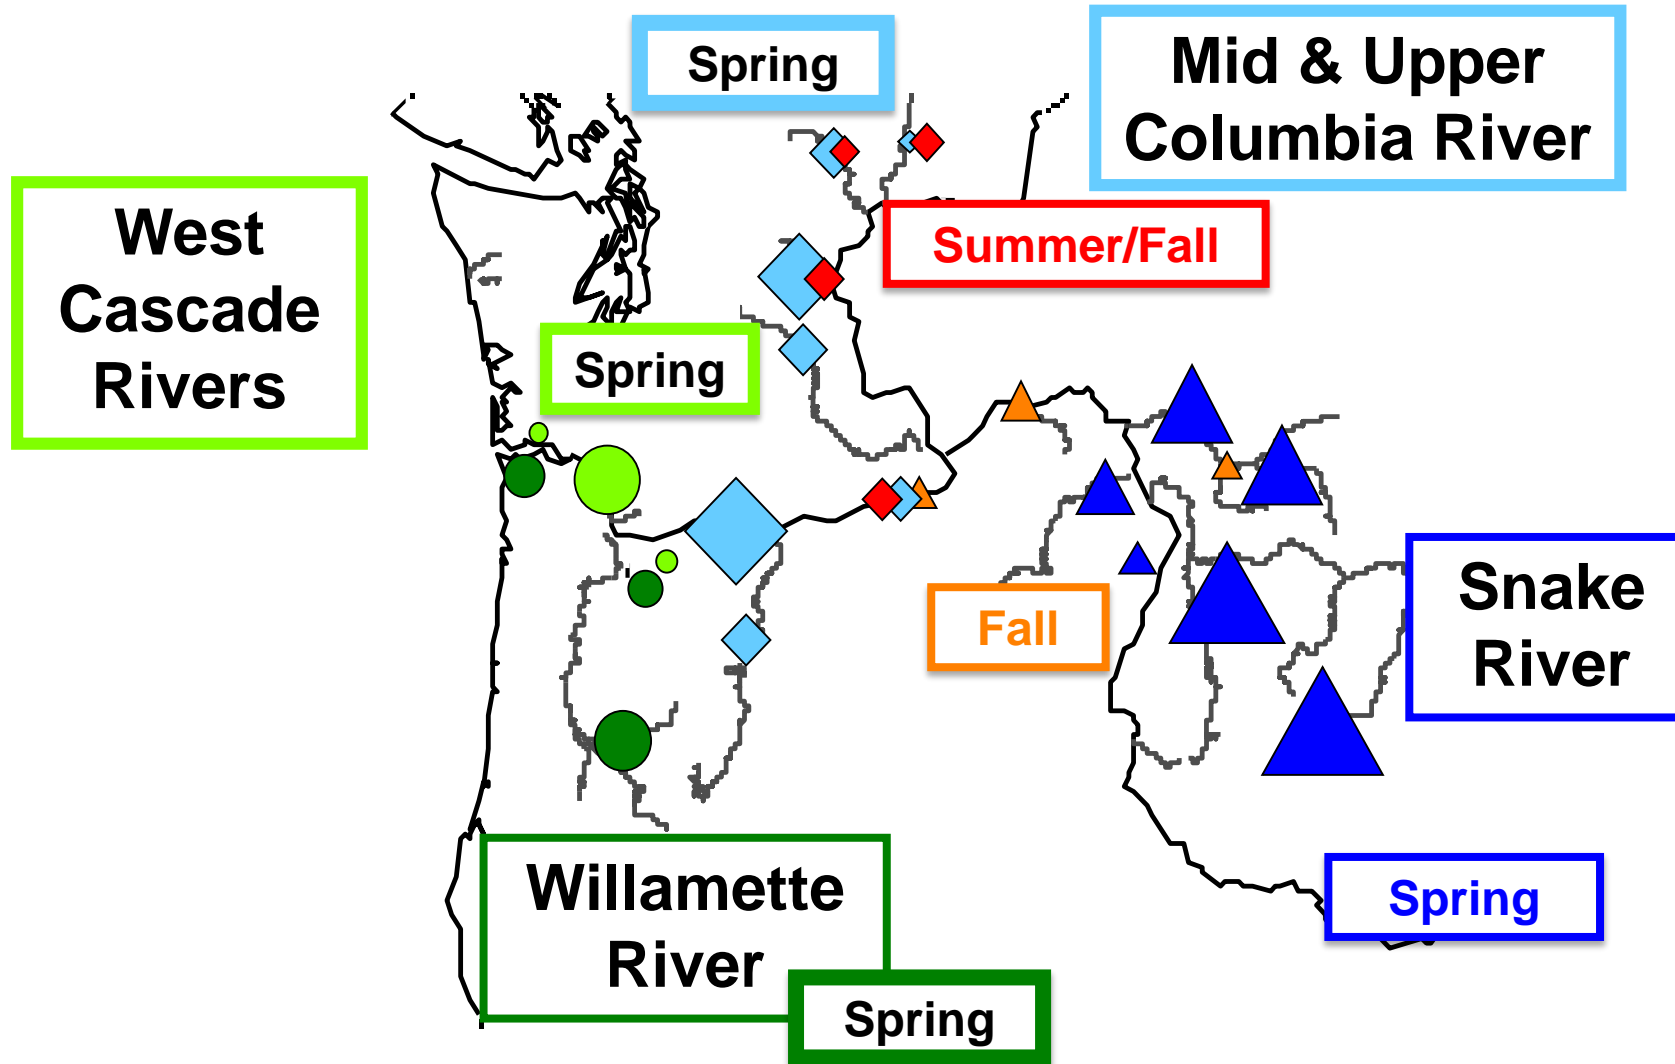 Spring
Mid & Upper
Columbia River
West
Cascade
Rivers
Summer/Fall
Spring
Fall
Snake
River
Willamette
River
Spring
Spring